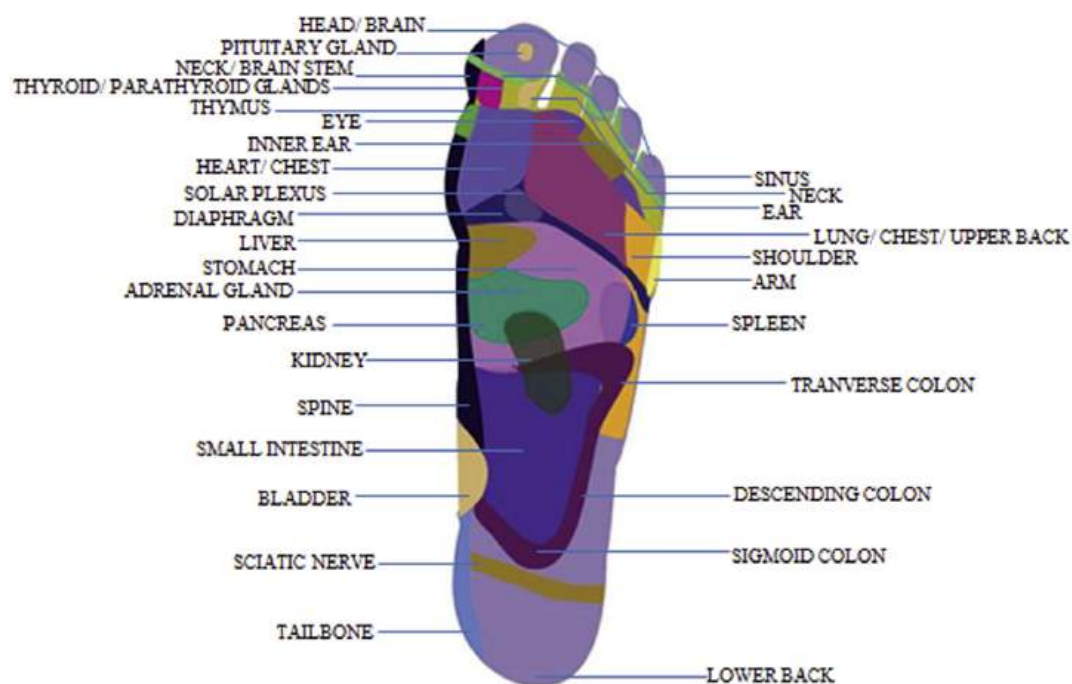 HEAD/ BRAIN
PITUITARY GLAND
NECK/ BRAIN STEM
THYROID/ PARATHYROID GLANDS
THYMUS
EYE
INNER EAR
HEART/ CHEST
SOLAR PLEXUS
DIAPHRAGM
LIVER
STOMACH
ADRENAL GLAND
PANCREAS
KIDNEY
SPINE
SMALL INTESTINE
BLADDER
SCIATIC NERVE
TAILBONE
SINUS
NECK
EAR
LUNG/ CHEST/ UPPER BACK
SHOULDER
ARM
SPLEEN
TRANVERSE COLON
DESCENDING COLON
SIGMOID COLON
LOWER BACK